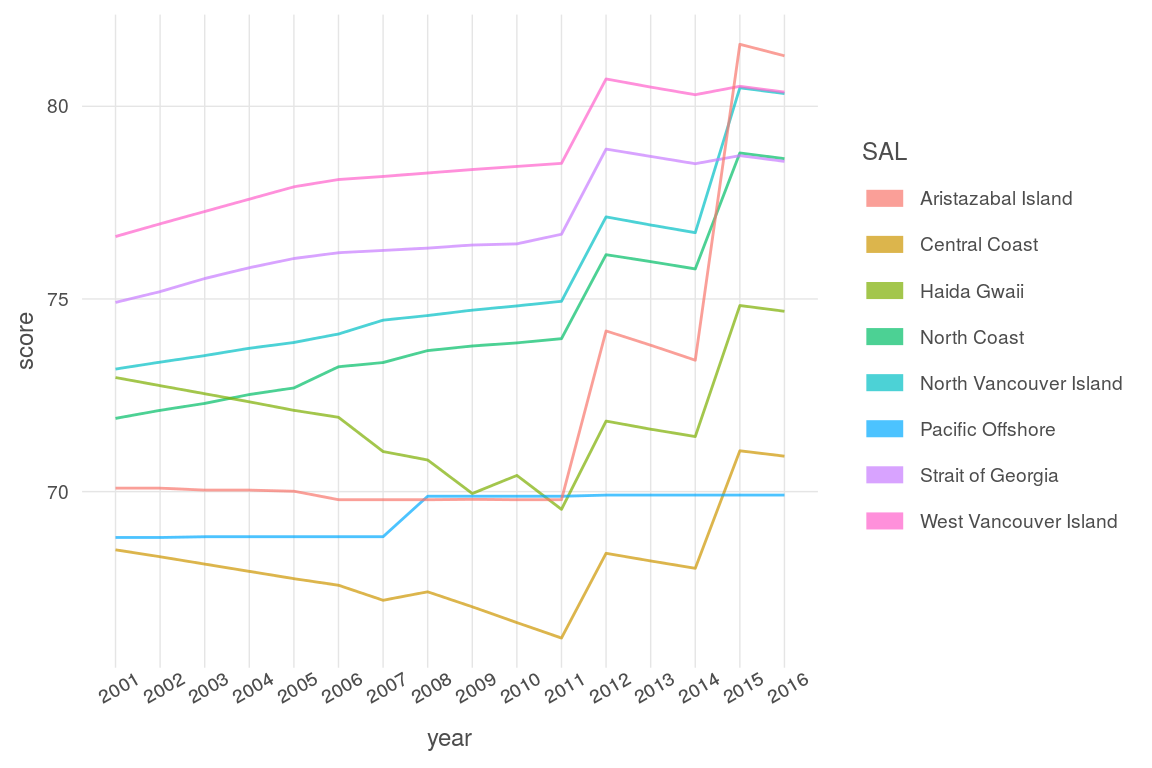 80
75
70
score
2001 2002 2003 2004 2005 2006 2007 2008 2009 2010 2011 2012 2013 2014 2015 2016
year
SAL
Aristazabal Island
Central Coast
Haida Gwaii
North Coast
North Vancouver Island
Pacific Offshore
Strait of Georgia
West Vancouver Island